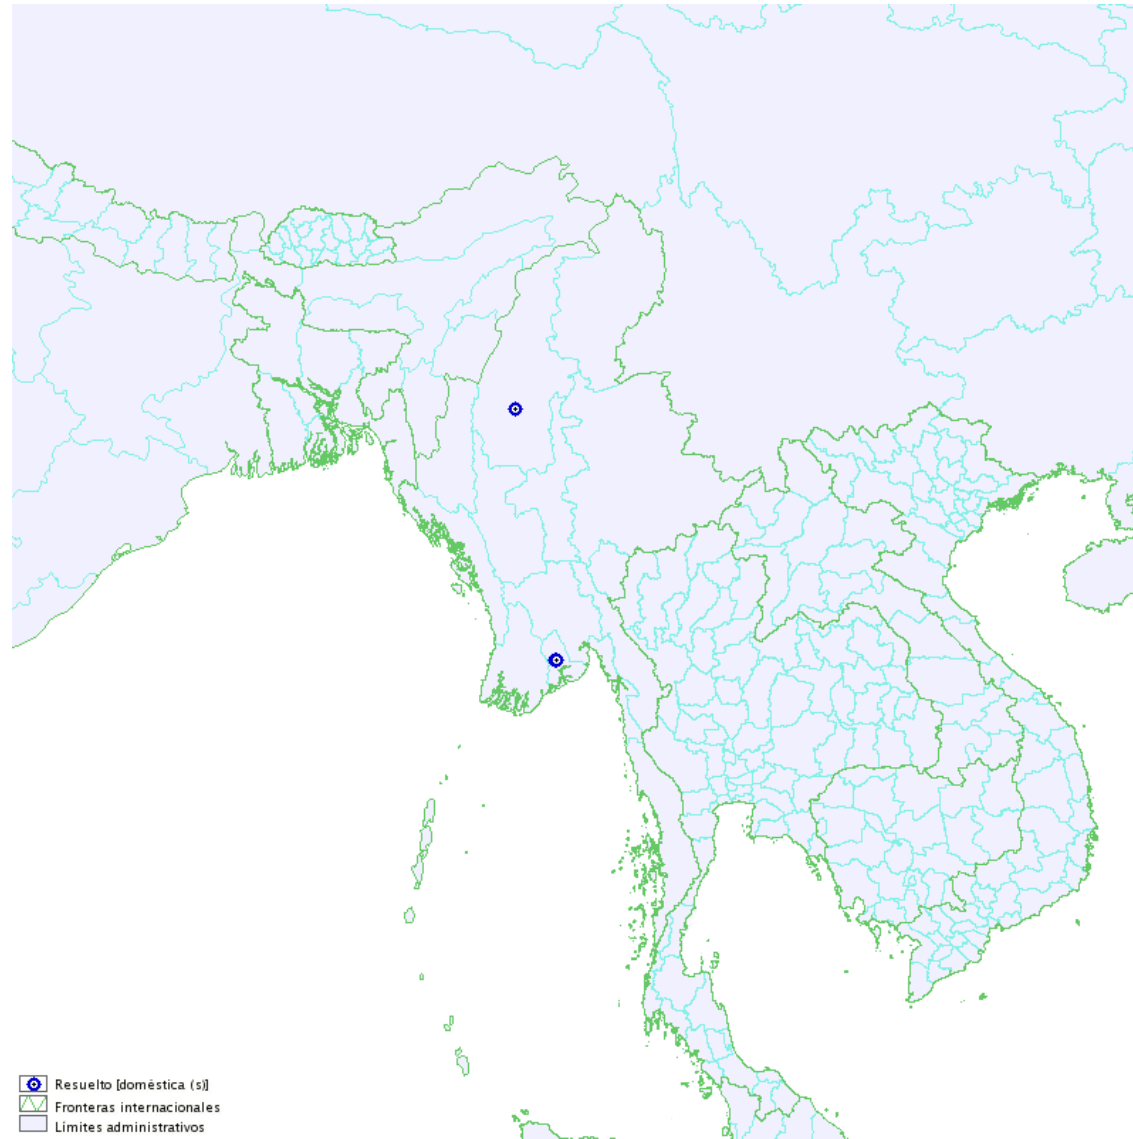 Resuelto [doméstica (s)]
Fronteras internacionales
Límites administrativos